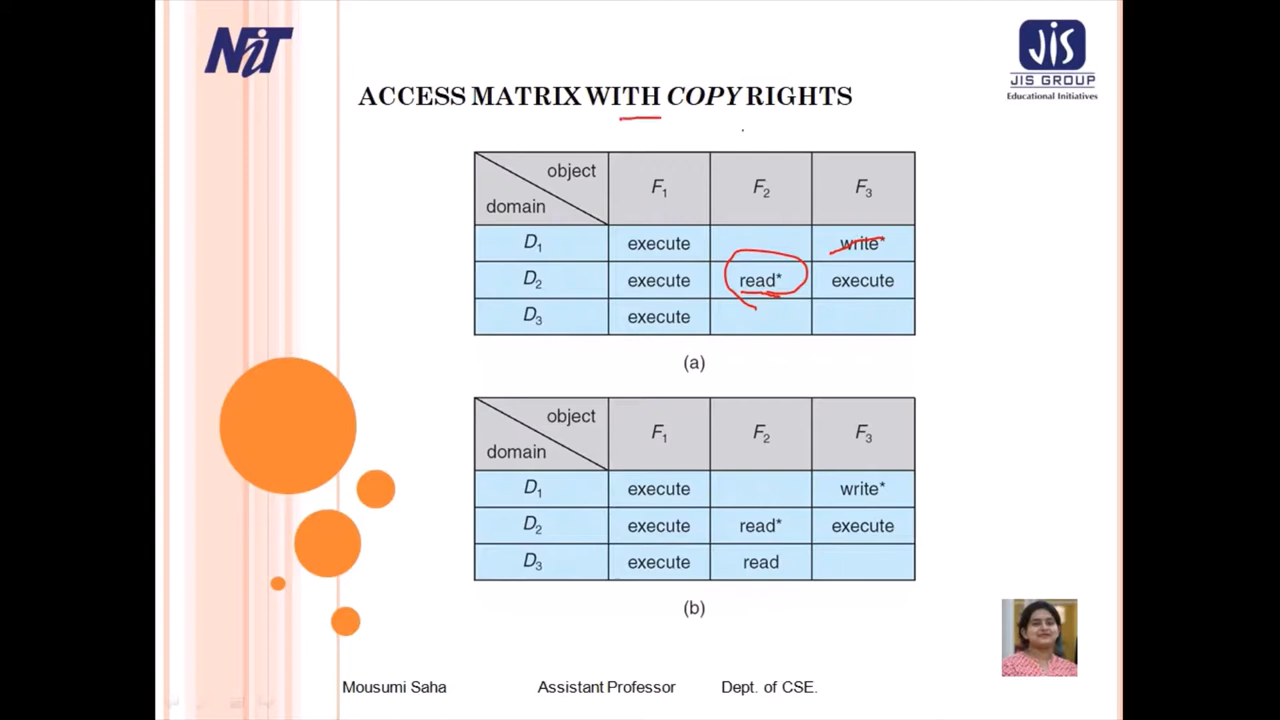 NiT
JIS
JIS GROUP
Educational Initiatives
ACCESS MATRIX WITH COPY RIGHTS
object
domain
F1 F2 F3
D1 execute write*
D2 execute read* execute
D3 execute
(a)
object
domain
F1 F2 F3
D1 execute write*
D2 execute read* execute
D3 execute read
(b)
Mousumi Saha Assistant Professor Dept. of CSE.